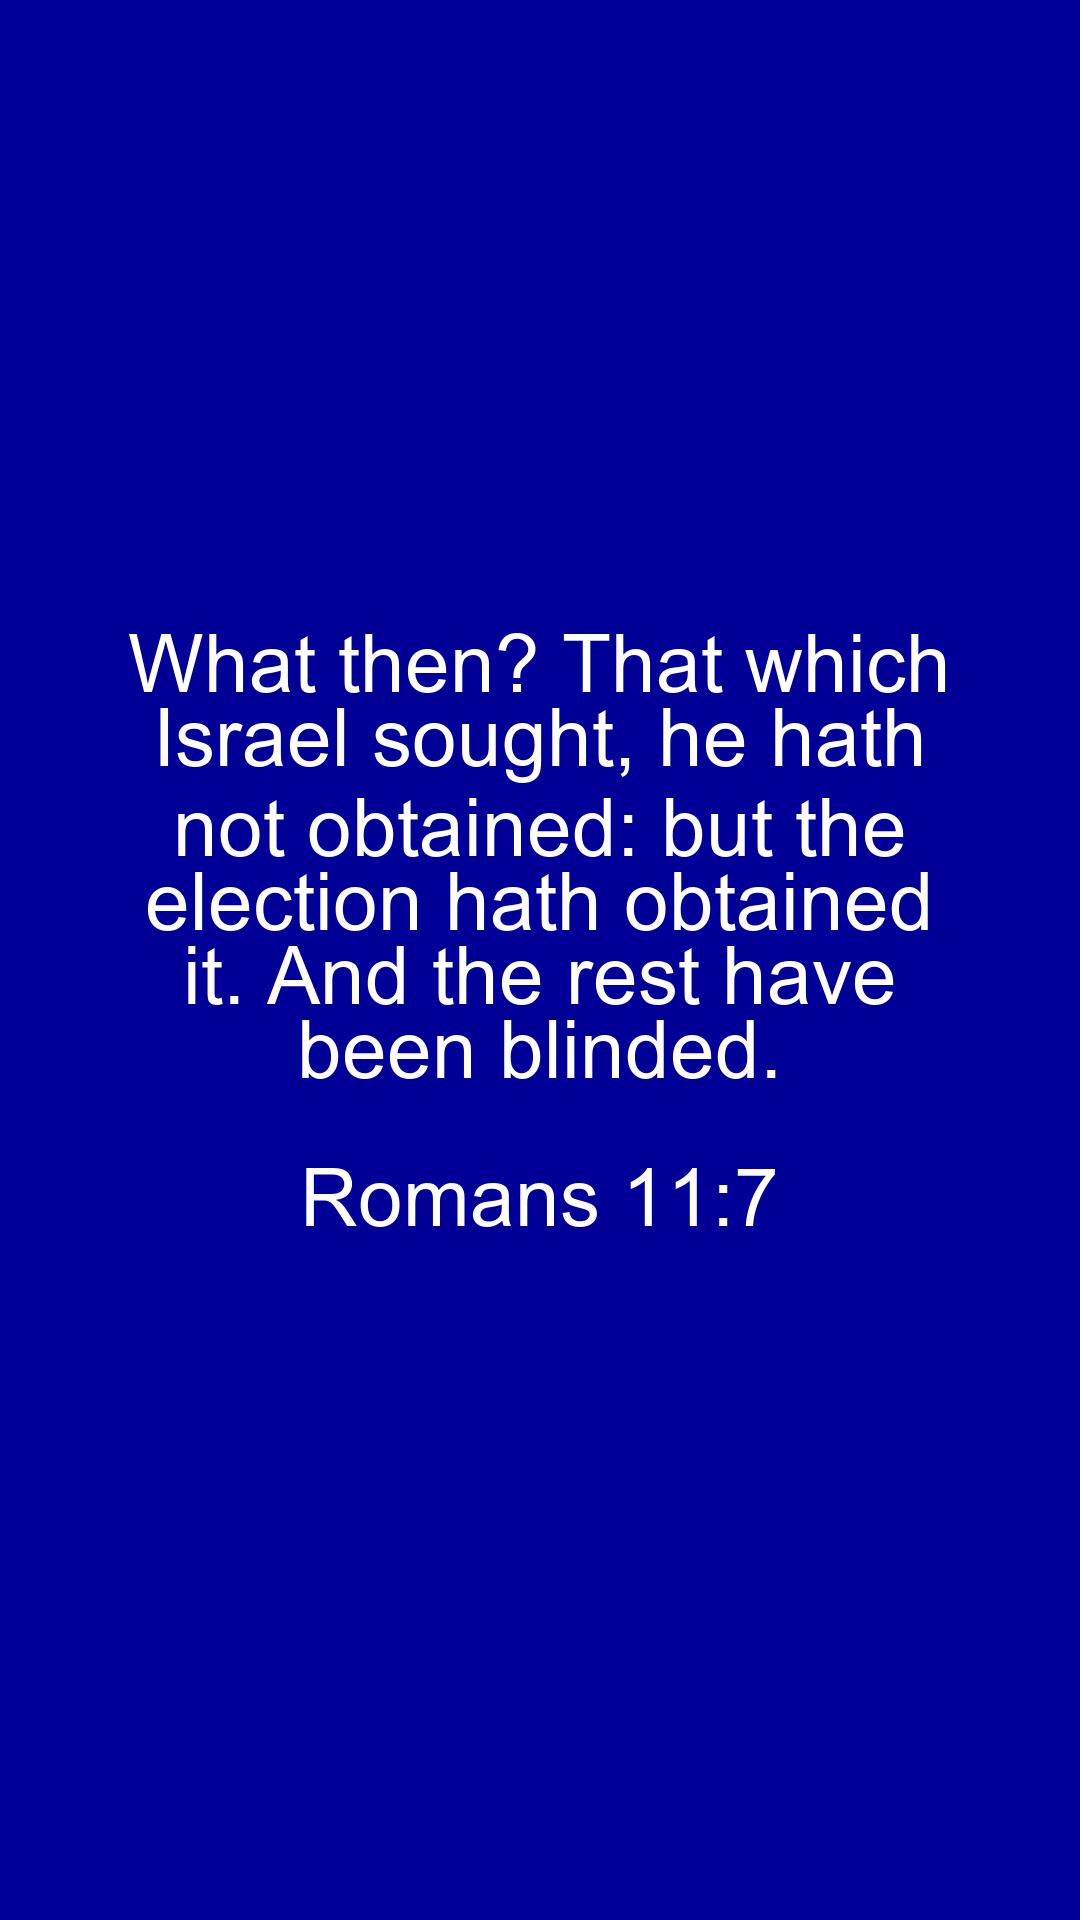 What then? That which
Israel sought, he hath
not obtained: but the
election hath obtained
it. And the rest have
been blinded.
Romans 11:7